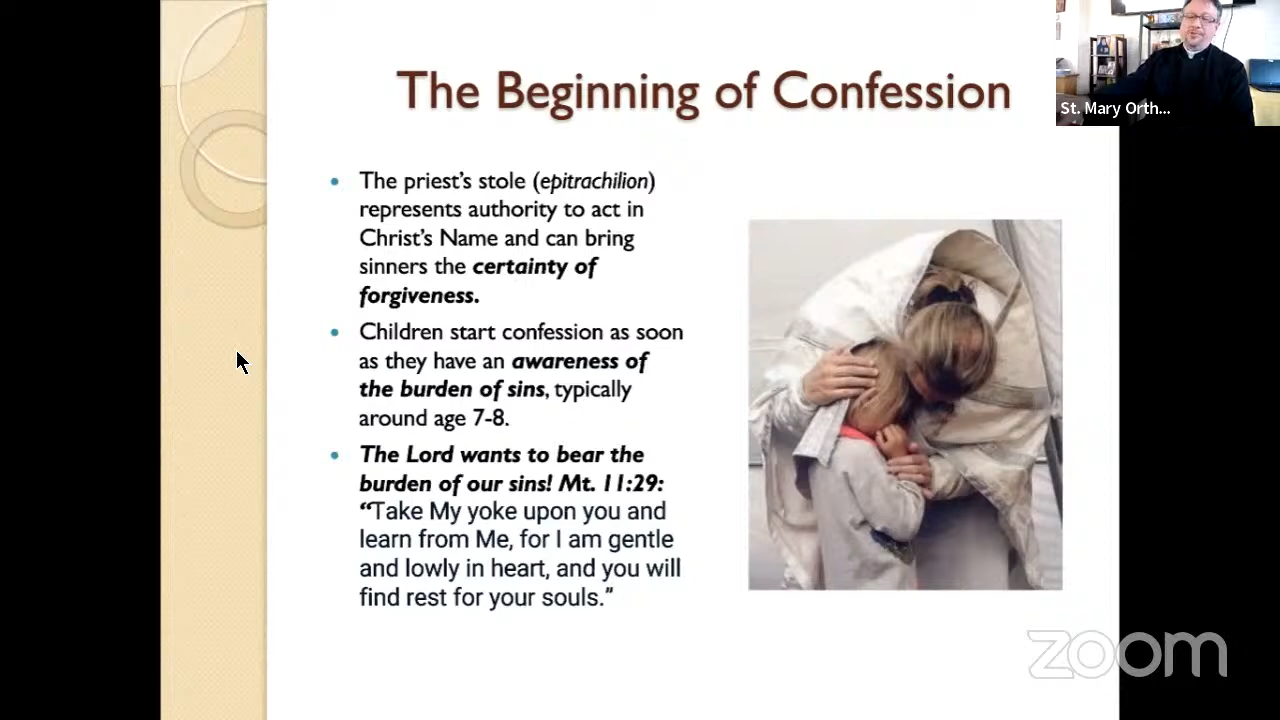 The Beginning of Confession
St. Mary Orth...
• The priest's stole (epitrachilion)
represents authority to act in
Christ's Name and can bring
sinners the certainty of
forgiveness.
• Children start confession as soon
as they have an awareness of
the burden of sins, typically
around age 7-8.
• The Lord wants to bear the
burden of our sins! Mt. 11:29:
“Take My yoke upon you and
learn from Me, for I am gentle
and lowly in heart, and you will
find rest for your souls.”
zoom